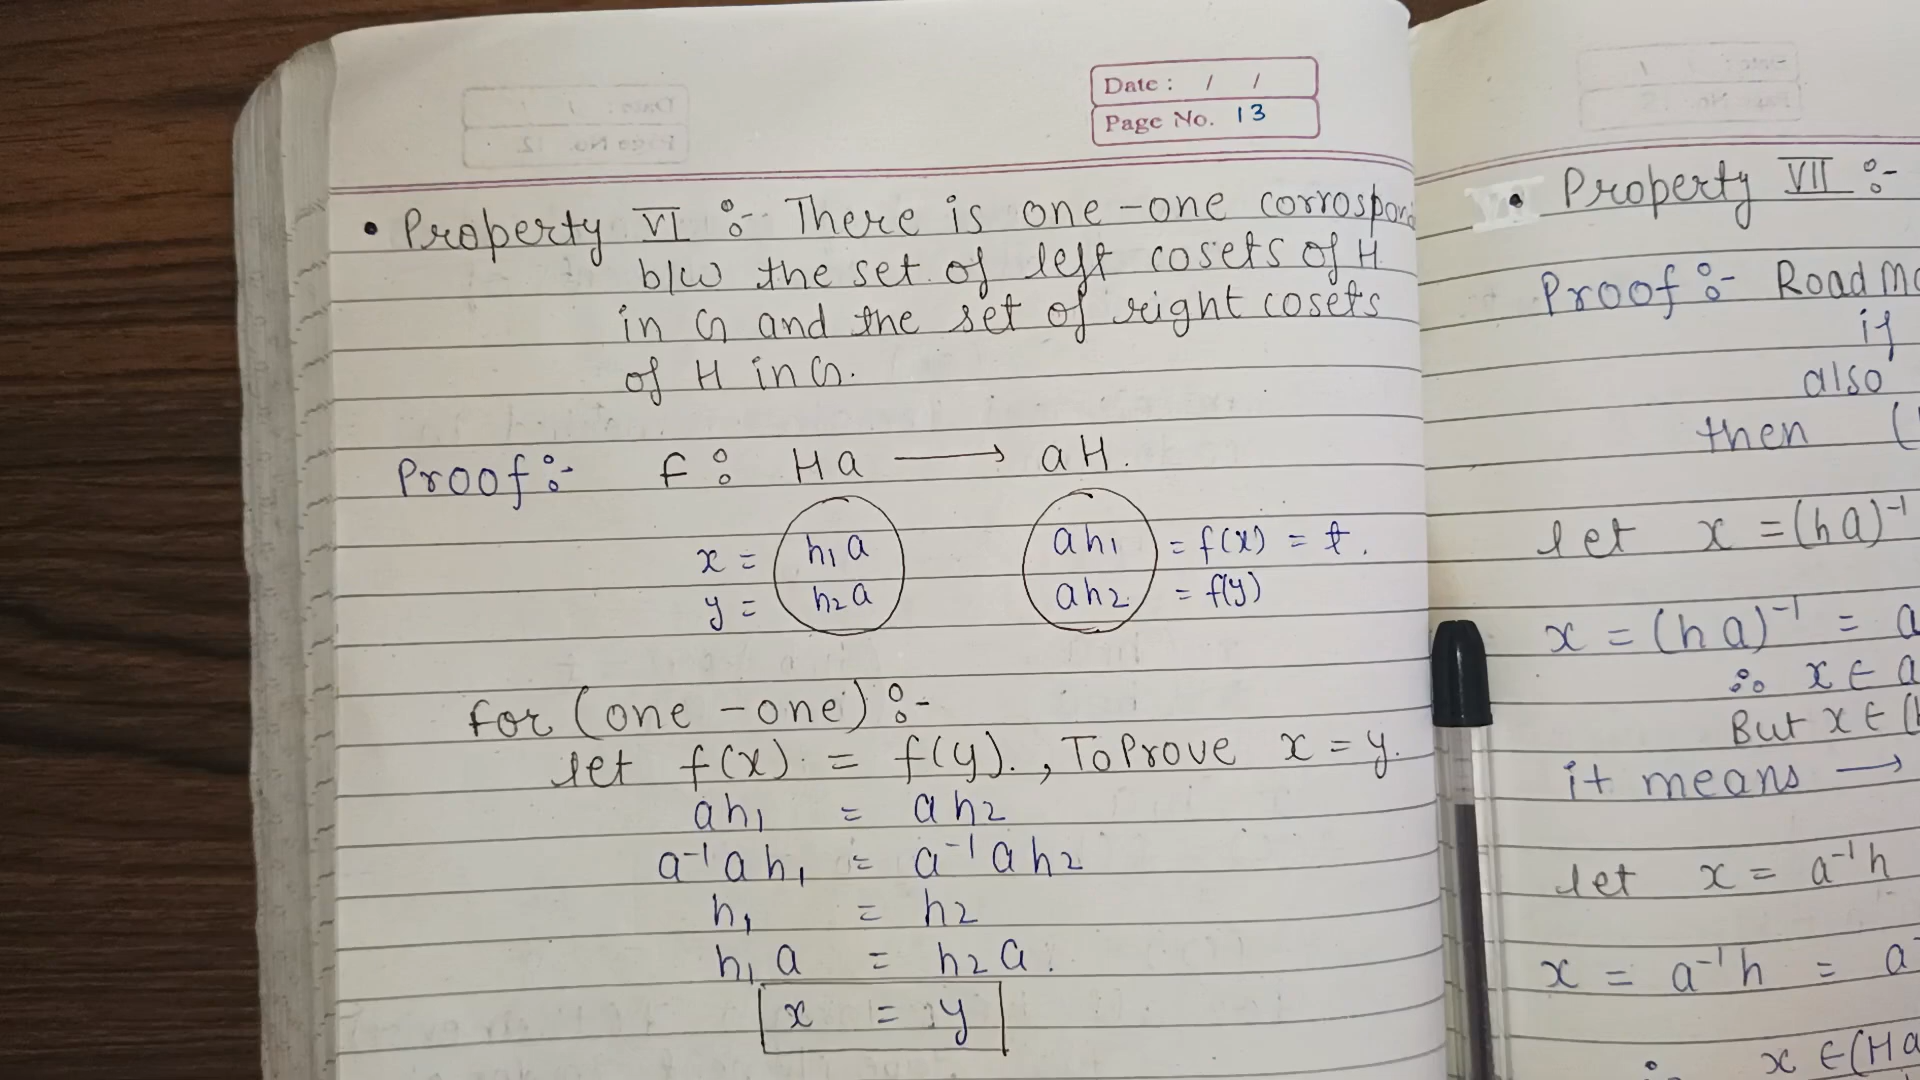 Date : / /
Page No. 13
• Property VI :- There is one-one
b/w the set of left cosets of H
in G and the set of right cosets
of H in G.
Proof :- f : Ha ⟶ aH.
x = h₁a ah₁ = f(x) = t.
y = h₂a ah₂ = f(y)
for (one-one) :-
let f(x) = f(y)., To Prove x = y.
ah₁ = ah₂
a⁻¹ah₁ = a⁻¹ah₂
h₁ = h₂
h₁a = h₂a.
x = y
• Property VII :-
Proof :- Road
if
also
then (
let x = (ha)⁻¹
x = (ha)⁻¹ = a
∴ x ∈ a
But x ∈ (
it means ⟶
let x = a⁻¹h
x = a⁻¹h = a
x ∈ (Ha